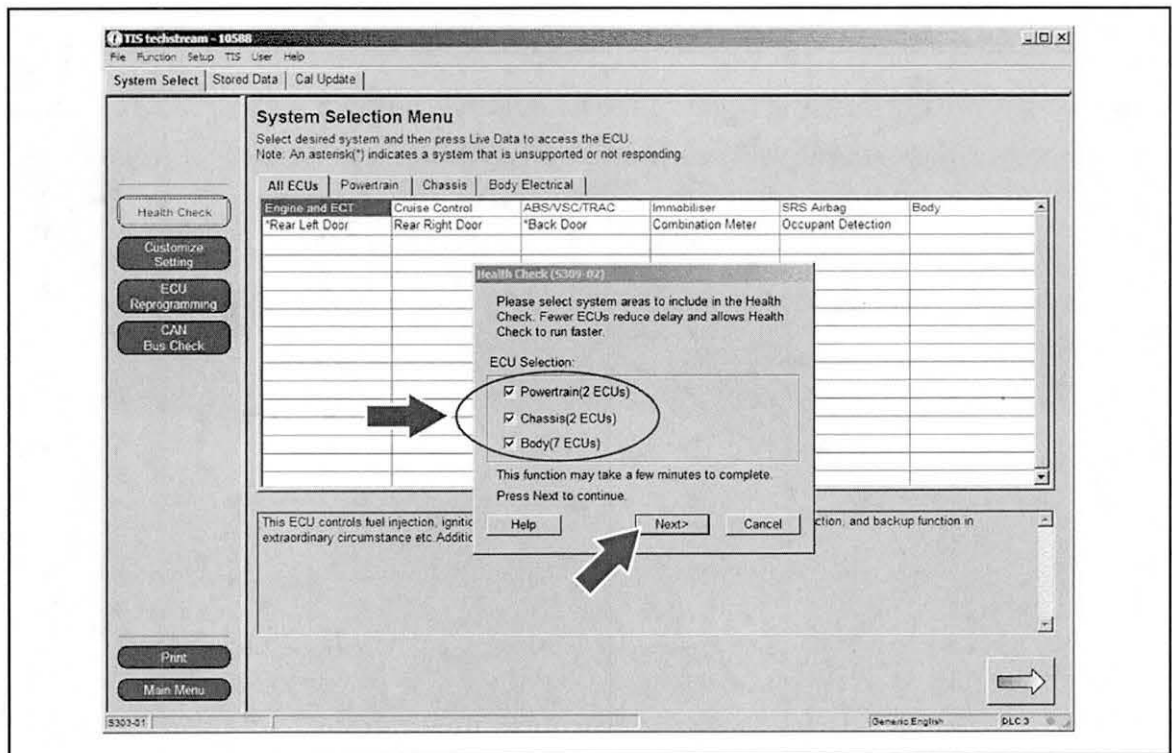 TIS techstream - 10588
File Function Setup TIS User Help
System Select Stored Data Cal Update
System Selection Menu
Select desired system and then press Live Data to access the ECU.
Note: An asterisk(*) indicates a system that is unsupported or not responding.
All ECUs Powertrain Chassis Body Electrical
Engine and ECT Cruise Control ABS/VSC/TRAC Immobiliser SRS Airbag Body
*Rear Left Door Rear Right Door *Back Door Combination Meter Occupant Detection
Health Check
Customize
Setting
ECU
Reprogramming
CAN
Bus Check
Health Check (S309-02)
Please select system areas to include in the Health
Check. Fewer ECUs reduce delay and allows Health
Check to run faster.
ECU Selection:
Powertrain(2 ECUs)
Chassis(2 ECUs)
Body(7 ECUs)
This function may take a few minutes to complete.
Press Next to continue.
Help Next> Cancel
This ECU controls fuel injection, ignitic ction, and backup function in
extraordinary circumstance etc.Additic
Print
Main Menu
S303-01 Generic English DLC 3